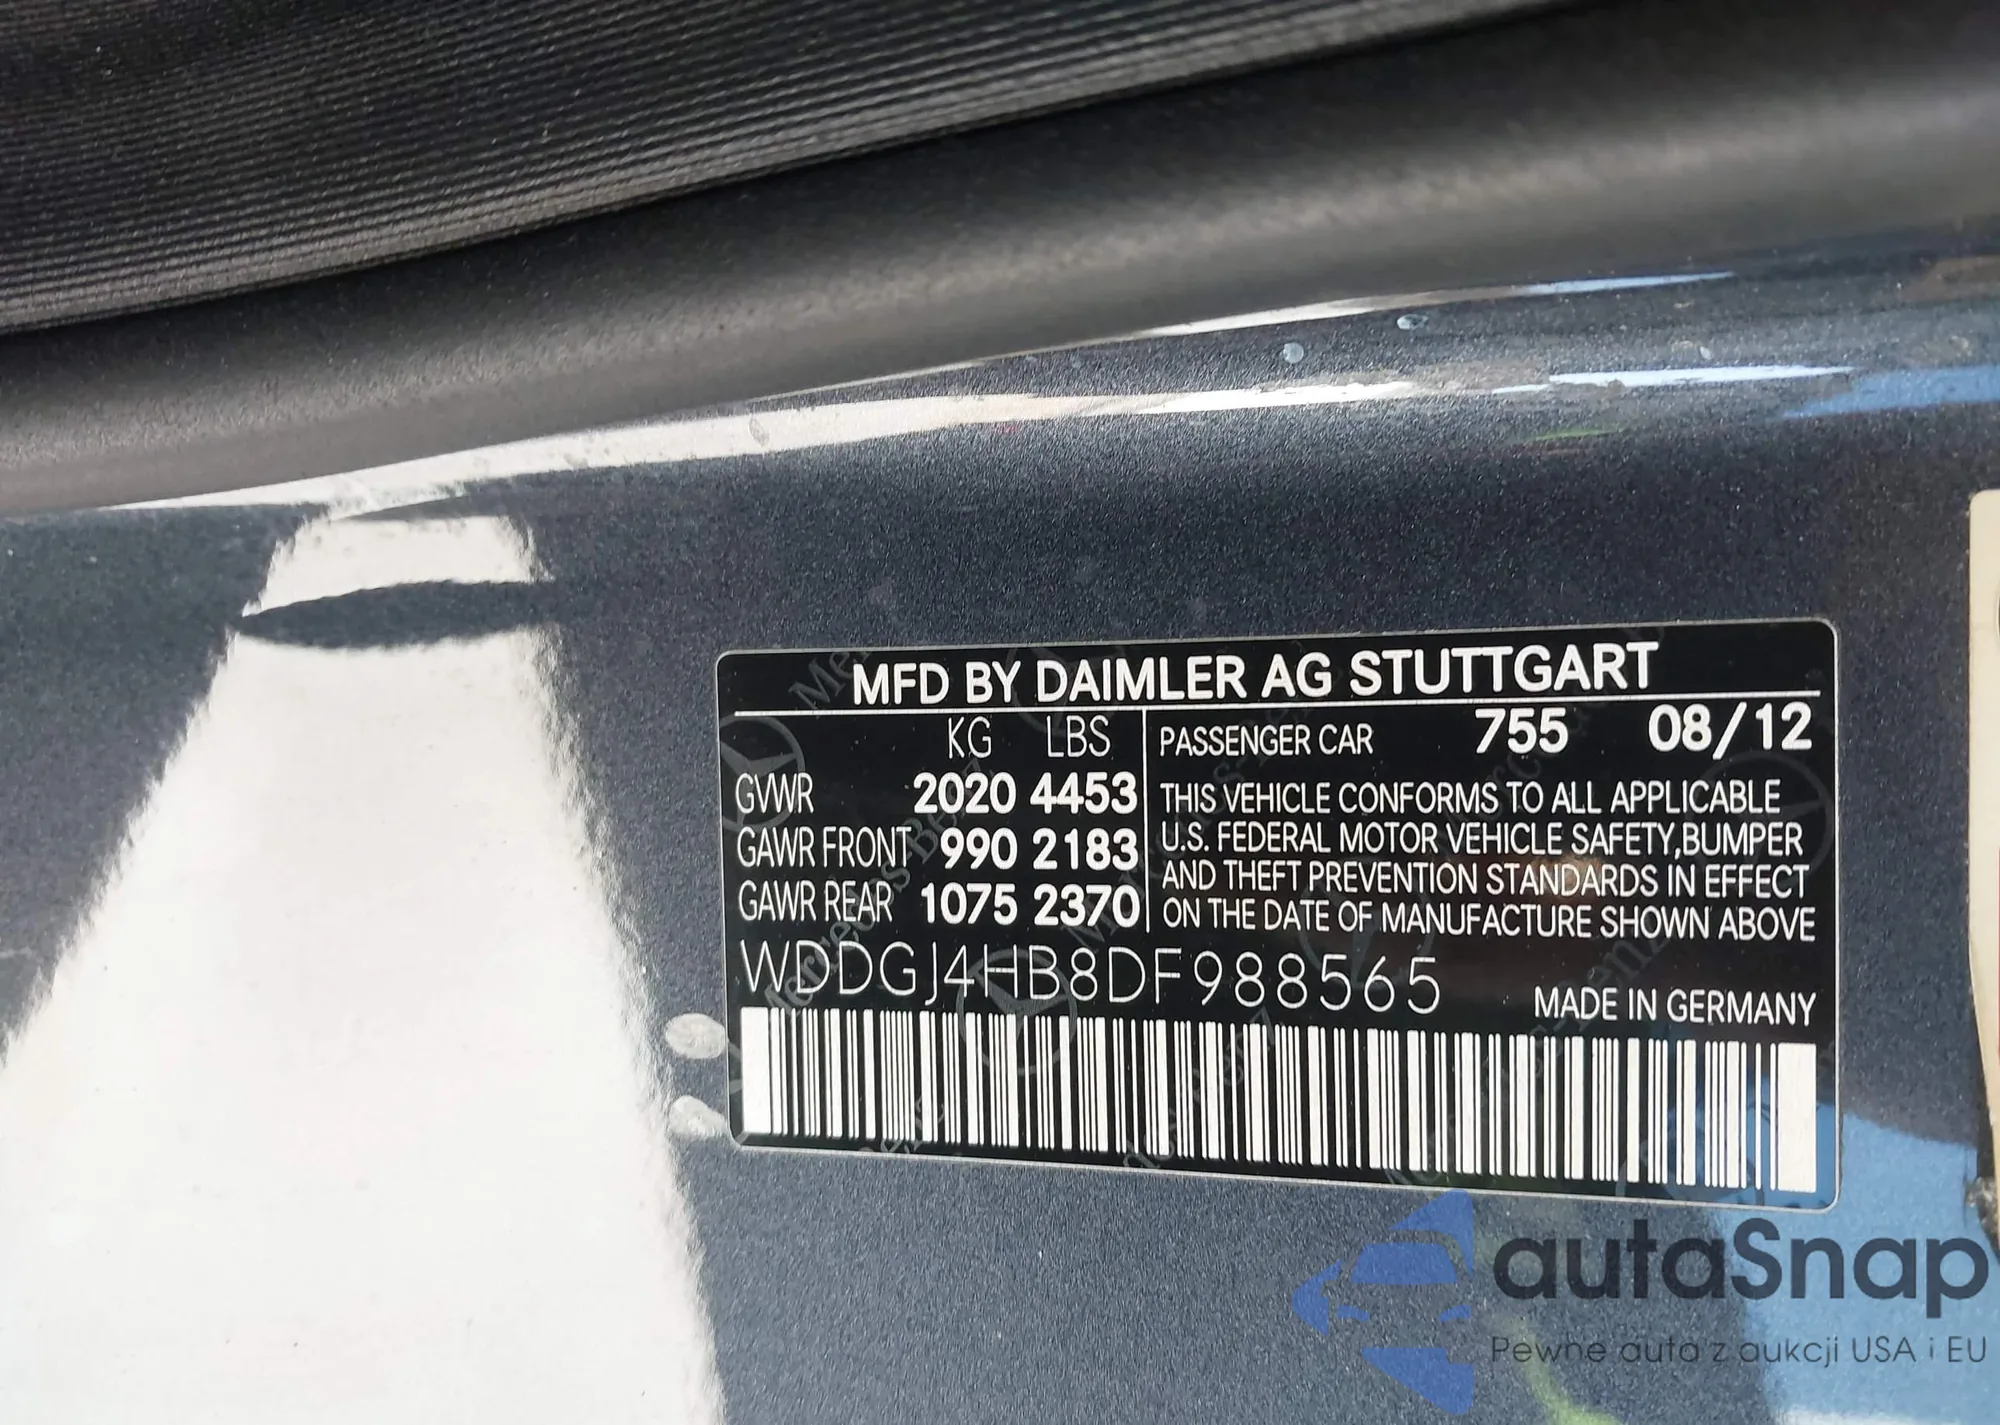 MFD BY DAIMLER AG STUTTGART
KG LBS
PASSENGER CAR 755 08/12
GVWR 2020 4453
GAWR FRONT 990 2183
GAWR REAR 1075 2370
THIS VEHICLE CONFORMS TO ALL APPLICABLE
U.S. FEDERAL MOTOR VEHICLE SAFETY,BUMPER
AND THEFT PREVENTION STANDARDS IN EFFECT
ON THE DATE OF MANUFACTURE SHOWN ABOVE
WDDGJ4HB8DF988565
MADE IN GERMANY
autaSnap
Pewne auta z aukcji USA i EU